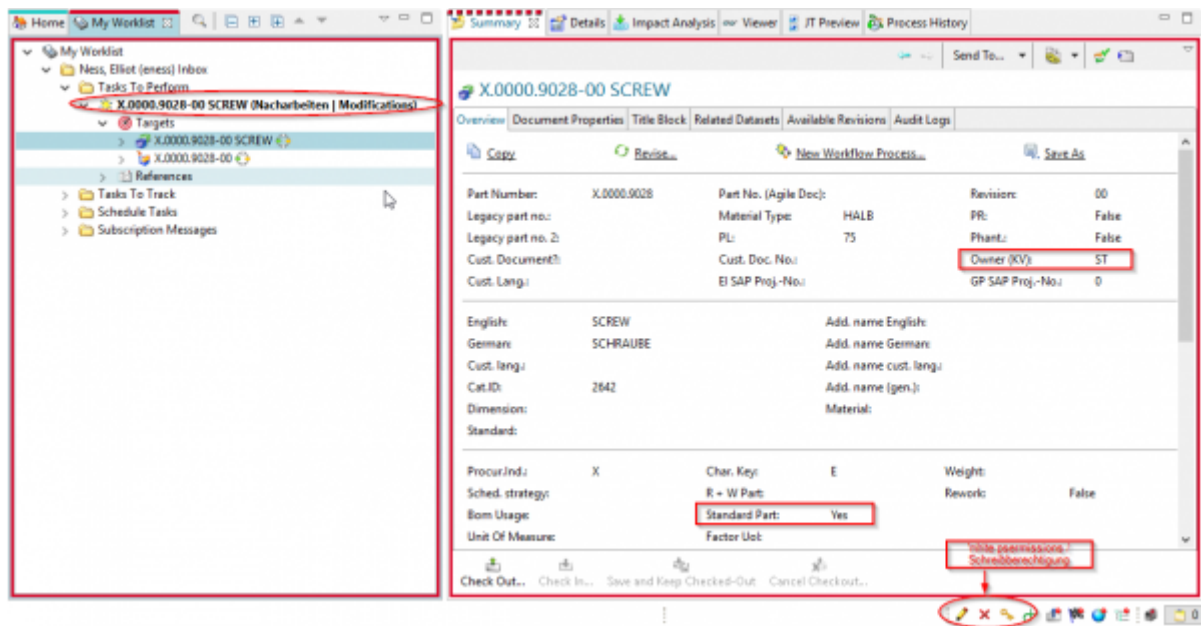 Home My Worklist
My Worklist
Ness, Elliot (eness) Inbox
Tasks To Perform
X.0000.9028-00 SCREW (Nacharbeiten | Modifications)
Targets
X.0000.9028-00 SCREW
X.0000.9028-00
References
Tasks To Track
Schedule Tasks
Subscription Messages
Summary Details Impact Analysis Viewer JT Preview Process History
Send To...
X.0000.9028-00 SCREW
Overview Document Properties Title Block Related Datasets Available Revisions Audit Logs
Copy Revise... New Workflow Process... Save As
Part Number: X.0000.9028 Part No. (Agile Doc): Revision: 00
Legacy part no.: Material Type: HALB PR: False
Legacy part no. 2: PL: 75 Phant.: False
Cust. Document?: Cust. Doc. No.: Owner (KV): ST
Cust. Lang.: EI SAP Proj.-No.: GP SAP Proj.-No.: 0
English: SCREW Add. name English:
German: SCHRAUBE Add. name German:
Cust. lang.: Add. name cust. lang.:
Cat.ID: 2642 Add. name (gen.):
Dimension: Material:
Standard:
Procur.Ind.: X Char. Key: E Weight:
Sched. strategy: R + W Part: Rework: False
Bom Usage: Standard Part: Yes
Unit Of Measure: Factor UoI:
Schreibberechtigung
Check Out... Check In... Save and Keep Checked-Out Cancel Checkout...
0